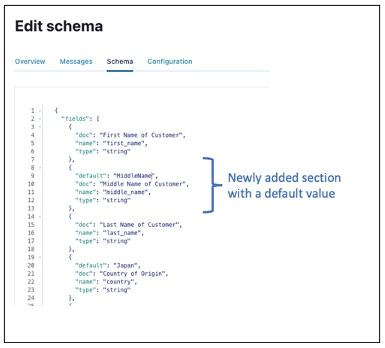 Edit schema
Overview Messages Schema Configuration
1 {
2 "fields": [
3 {
4 "doc": "First Name of Customer",
5 "name": "first_name",
6 "type": "string"
7 },
8 {
9 "default": "MiddleName",
10 "doc": "Middle Name of Customer",
11 "name": "middle_name",
12 "type": "string"
13 },
14 {
15 "doc": "Last Name of Customer",
16 "name": "last_name",
17 "type": "string"
18 },
19 {
20 "default": "Japan",
21 "doc": "Country of Origin",
22 "name": "country",
23 "type": "string"
24 },
Newly added section
with a default value